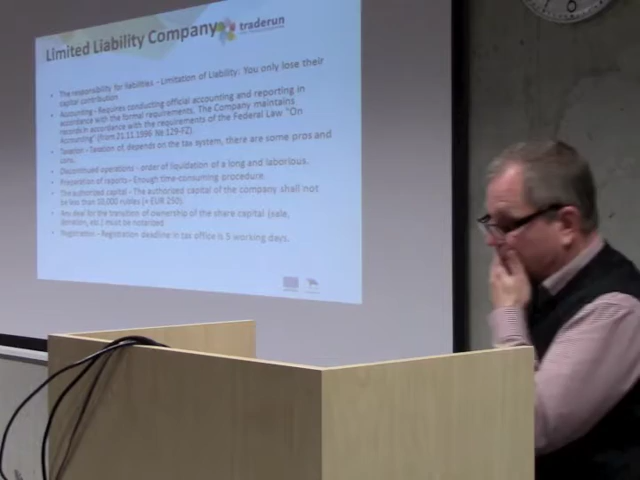 Limited Liability Company
traderun
• The responsibility for liabilities - Limitation of Liability: You only lose their
capital contribution
• Accounting - Requires conducting official accounting and reporting in
accordance with the formal requirements. The Company maintains
records in accordance with the requirements of the Federal Law "On
Accounting" (from 21.11.1996 № 129-FZ)
• Taxation - Taxation of depends on the tax system, there are some pros and
cons.
• Discontinued operations - order of liquidation of a long and laborious.
• Preparation of reports - Enough time-consuming procedure.
• The authorized capital - The authorized capital of the company shall not
be less than 10,000 rubles (≈ EUR 250)
• Any deal for the transition of ownership of the share capital (sale,
donation, etc.) must be notarized
• Registration - Registration deadline in tax office is 5 working days.